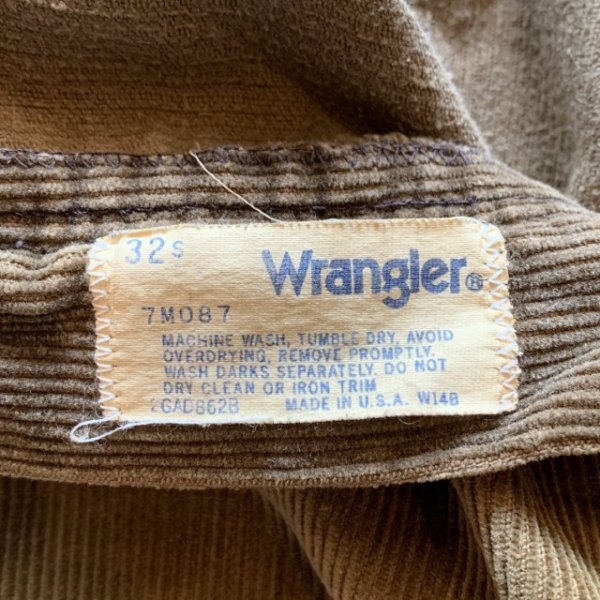 32s
Wrangler®
7M087
MACHINE WASH, TUMBLE DRY, AVOID
OVERDRYING, REMOVE PROMPTLY.
WASH DARKS SEPARATELY. DO NOT
DRY CLEAN OR IRON TRIM
2GAD862B MADE IN U.S.A. W14B